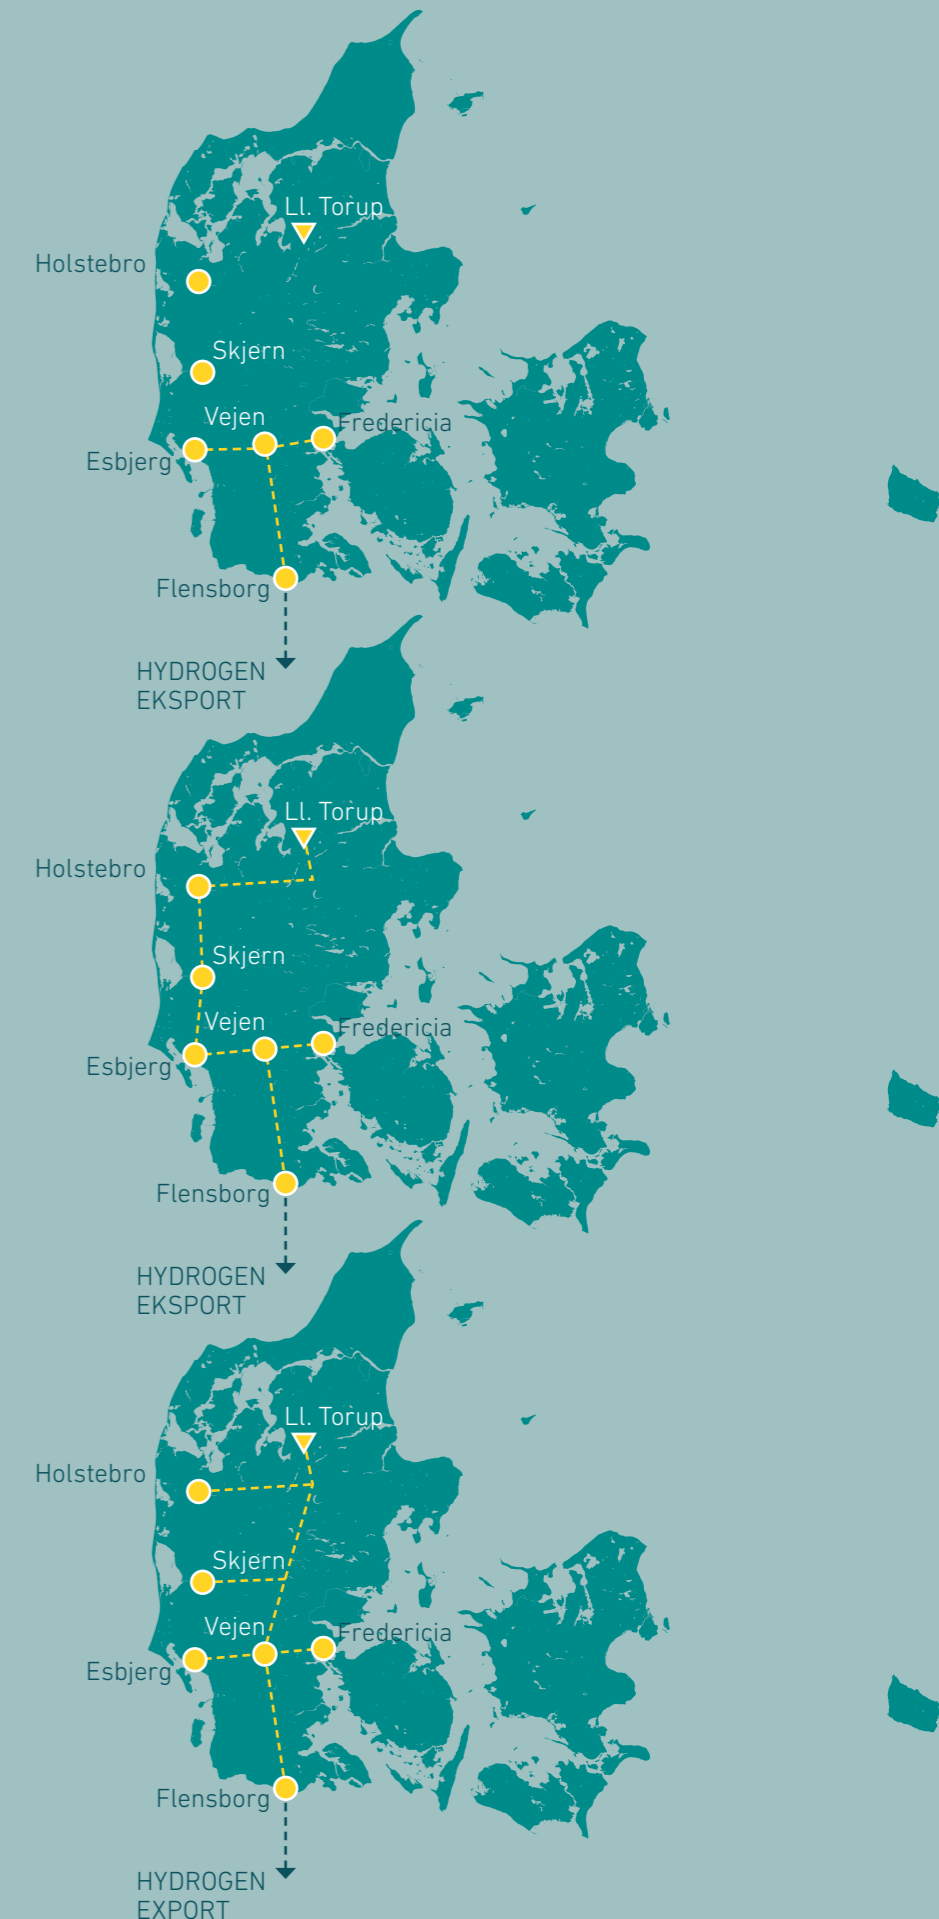 Ll. Torup
Holstebro
Skjern
Vejen
Fredericia
Esbjerg
Flensborg
HYDROGEN
EKSPORT
Ll. Torup
Holstebro
Skjern
Vejen
Fredericia
Esbjerg
Flensborg
HYDROGEN
EKSPORT
Ll. Torup
Holstebro
Skjern
Vejen
Fredericia
Esbjerg
Flensborg
HYDROGEN
EXPORT